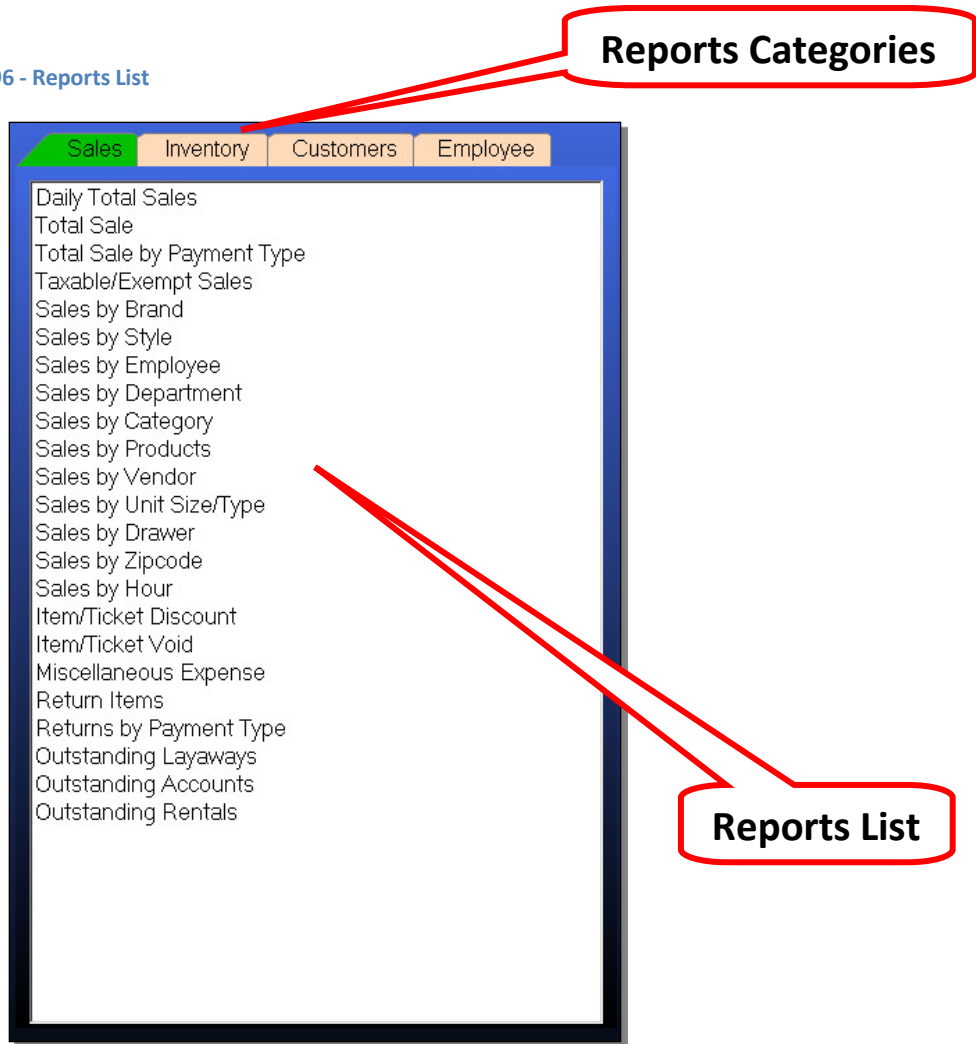 Reports Categories
6 - Reports List
Sales Inventory Customers Employee
Daily Total Sales
Total Sale
Total Sale by Payment Type
Taxable/Exempt Sales
Sales by Brand
Sales by Style
Sales by Employee
Sales by Department
Sales by Category
Sales by Products
Sales by Vendor
Sales by Unit Size/Type
Sales by Drawer
Sales by Zipcode
Sales by Hour
Item/Ticket Discount
Item/Ticket Void
Miscellaneous Expense
Return Items
Returns by Payment Type
Outstanding Layaways
Outstanding Accounts
Outstanding Rentals
Reports List